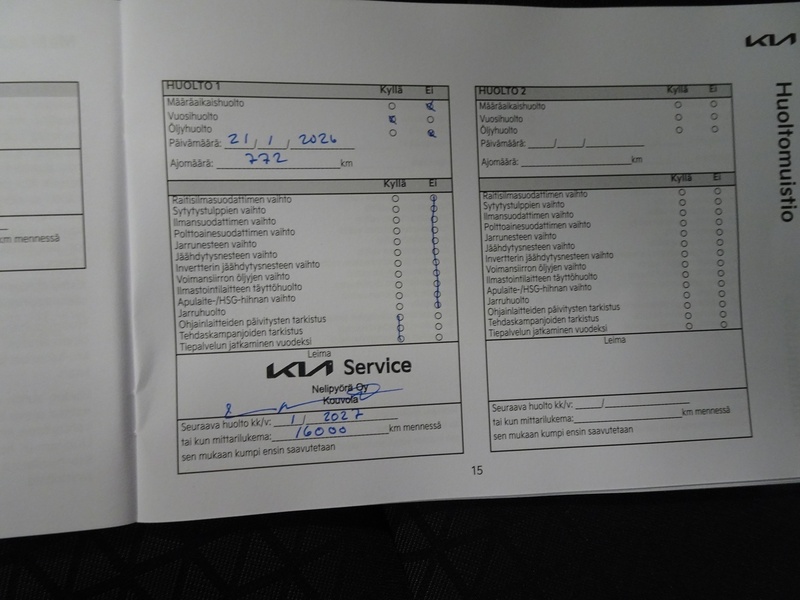 KIA
Huoltomuistio
km mennessä
HUOLTO 1 Kyllä Ei
Määräaikaishuolto
Vuosihuolto
Öljyhuolto
Päivämäärä: 21 / 1 / 2026
Ajomäärä: 772 km
Kyllä Ei
Raitisilmasuodattimen vaihto
Sytytystulppien vaihto
Ilmansuodattimen vaihto
Polttoainesuodattimen vaihto
Jarrunesteen vaihto
Jäähdytysnesteen vaihto
Invertterin jäähdytysnesteen vaihto
Voimansiirron öljyjen vaihto
Ilmastointilaitteen täyttöhuolto
Apulaite-/HSG-hihnan vaihto
Jarruhuolto
Ohjainlaitteiden päivitysten tarkistus
Tehdaskampanjoiden tarkistus
Tiepalvelun jatkaminen vuodeksi
Leima
KIA Service
Nelipyörä Oy
Kouvola
Seuraava huolto kk/v: 1 / 2027
tai kun mittarilukema: 16000 km mennessä
sen mukaan kumpi ensin saavutetaan
HUOLTO 2 Kyllä Ei
Määräaikaishuolto
Vuosihuolto
Öljyhuolto
Päivämäärä: / /
Ajomäärä: km
Kyllä Ei
Raitisilmasuodattimen vaihto
Sytytystulppien vaihto
Ilmansuodattimen vaihto
Polttoainesuodattimen vaihto
Jarrunesteen vaihto
Jäähdytysnesteen vaihto
Invertterin jäähdytysnesteen vaihto
Voimansiirron öljyjen vaihto
Ilmastointilaitteen täyttöhuolto
Apulaite-/HSG-hihnan vaihto
Jarruhuolto
Ohjainlaitteiden päivitysten tarkistus
Tehdaskampanjoiden tarkistus
Tiepalvelun jatkaminen vuodeksi
Leima
Seuraava huolto kk/v: /
tai kun mittarilukema: km mennessä
sen mukaan kumpi ensin saavutetaan
15